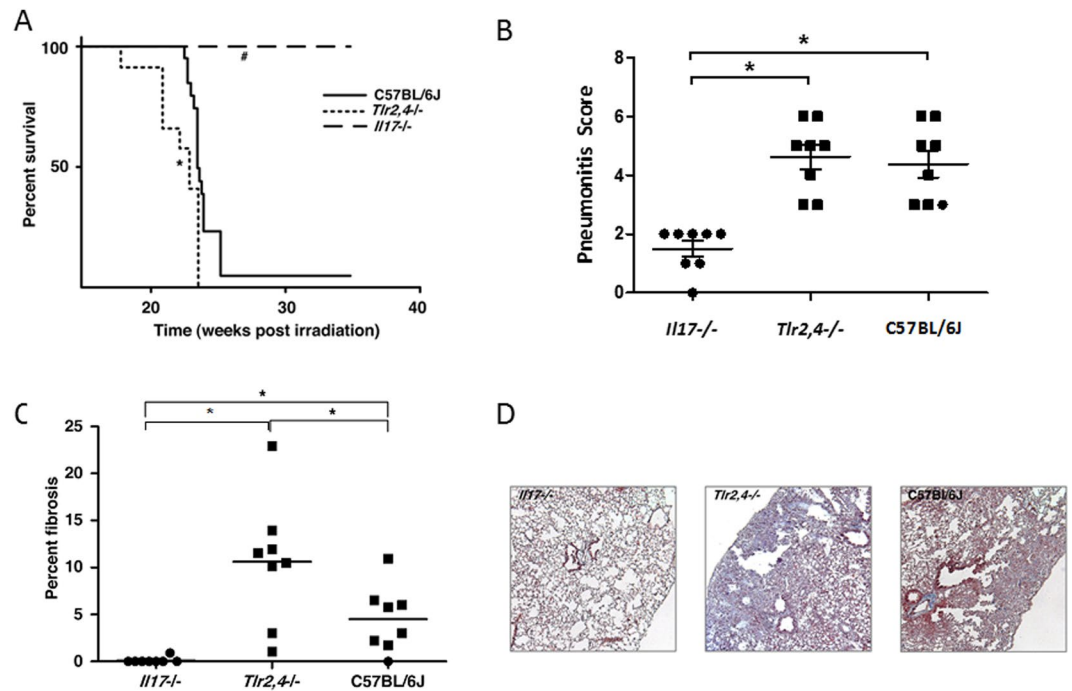 A
100
50
Percent survival
#
*
C57BL/6J
Tlr2,4-/-
Il17-/-
20
30
40
Time (weeks post irradiation)
B
*
*
8
6
4
2
0
Pneumonitis Score
Il17-/-
Tlr2,4-/-
C57BL/6J
C
*
*
*
25
20
15
10
5
0
Percent fibrosis
Il17-/-
Tlr2,4-/-
C57BL/6J
D
Il17-/-
Tlr2,4-/-
C57Bl/6J